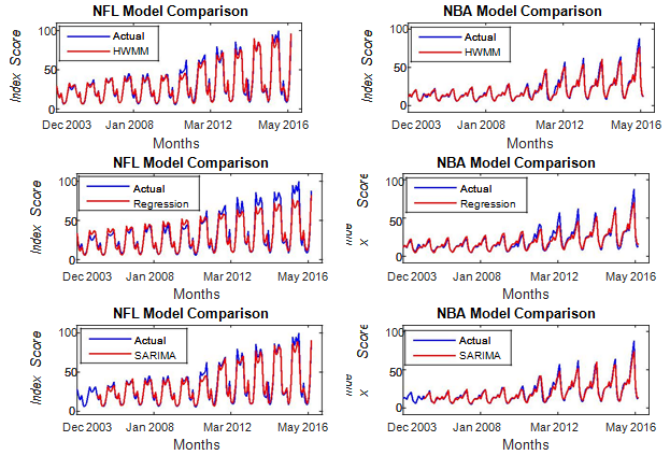 NFL Model Comparison
100
50
0
Index Score
Actual
HWMM
Dec 2003 Jan 2008 Mar 2012 May 2016
Months
NBA Model Comparison
100
50
0
Index Score
Actual
HWMM
Dec 2003 Jan 2008 Mar 2012 May 2016
Months
NFL Model Comparison
100
50
0
Index Score
Actual
Regression
Dec 2003 Jan 2008 Mar 2012 May 2016
Months
NBA Model Comparison
100
50
0
Score
x
Actual
Regression
Dec 2003 Jan 2008 Mar 2012 May 2016
Months
NFL Model Comparison
100
50
0
Index Score
Actual
SARIMA
Dec 2003 Jan 2008 Mar 2012 May 2016
Months
NBA Model Comparison
100
50
0
Score
x
Actual
SARIMA
Dec 2003 Jan 2008 Mar 2012 May 2016
Months